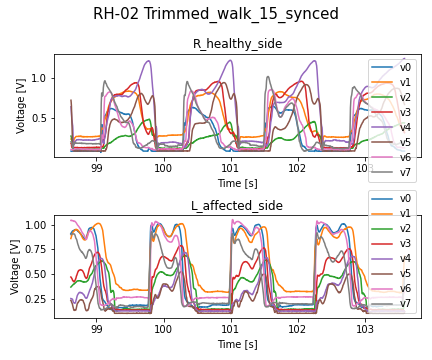 RH-02 Trimmed_walk_15_synced
R_healthy_side
Voltage [V]
1.0
0.5
99
100
101
102
103
Time [s]
v0
v1
v2
v3
v4
v5
v6
v7
L_affected_side
Voltage [V]
1.00
0.75
0.50
0.25
99
100
101
102
103
Time [s]
v0
v1
v2
v3
v4
v5
v6
v7